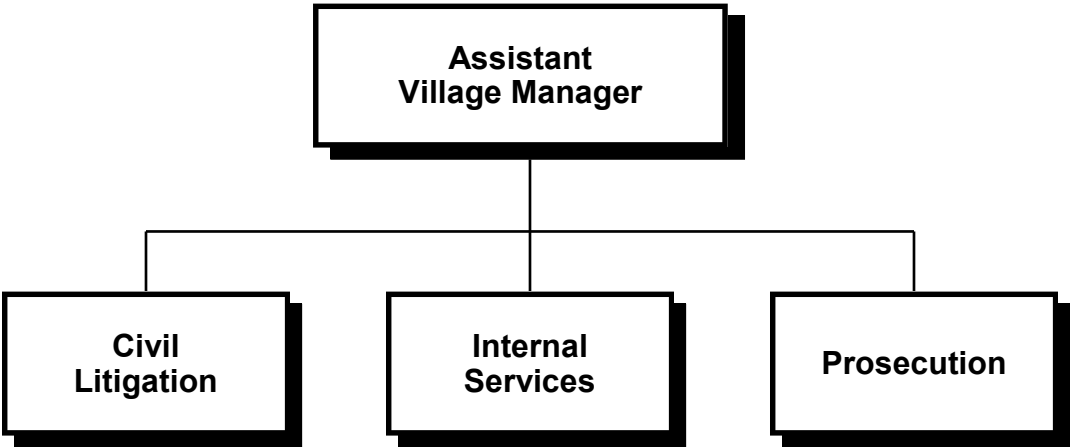 Assistant
Village Manager
Civil
Litigation
Internal
Services
Prosecution